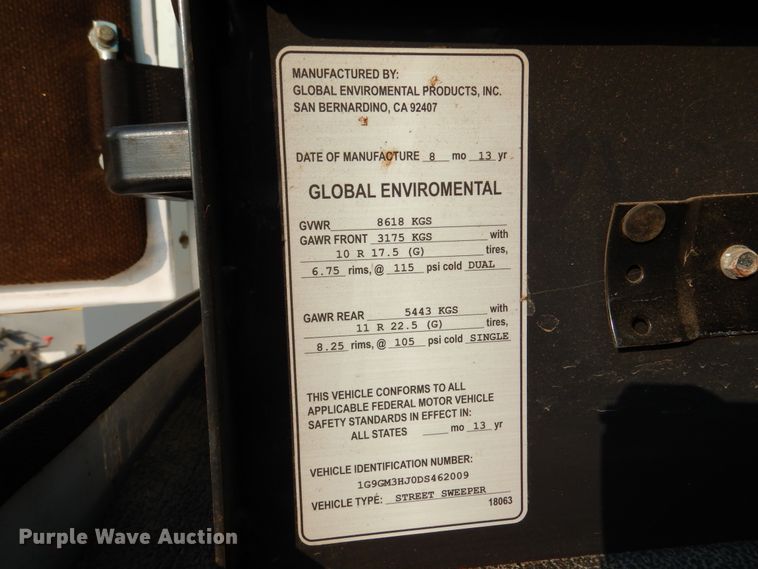 MANUFACTURED BY:
GLOBAL ENVIROMENTAL PRODUCTS, INC.
SAN BERNARDINO, CA 92407
DATE OF MANUFACTURE 8 mo 13 yr
GLOBAL ENVIROMENTAL
GVWR 8618 KGS
GAWR FRONT 3175 KGS with
10 R 17.5 (G) tires,
6.75 rims, @ 115 psi cold DUAL
GAWR REAR 5443 KGS with
11 R 22.5 (G) tires,
8.25 rims, @ 105 psi cold SINGLE
THIS VEHICLE CONFORMS TO ALL
APPLICABLE FEDERAL MOTOR VEHICLE
SAFETY STANDARDS IN EFFECT IN:
ALL STATES ____ mo 13 yr
VEHICLE IDENTIFICATION NUMBER:
1G9GM3HJ0DS462009
VEHICLE TYPE: STREET SWEEPER
18063
Purple Wave Auction